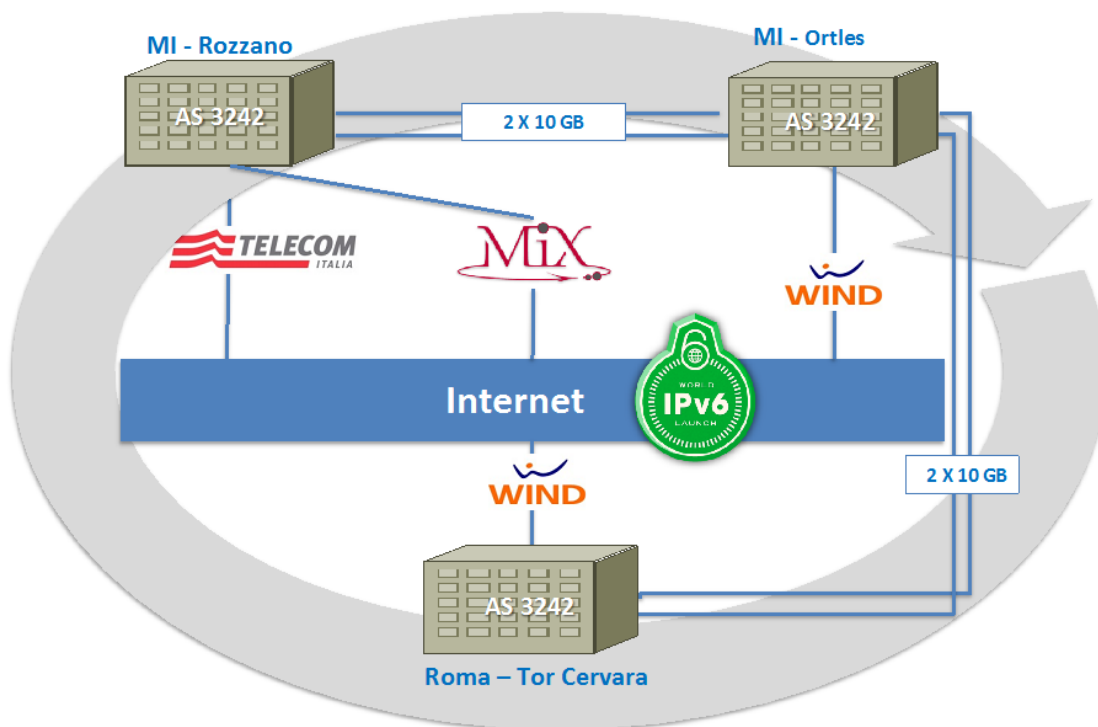 MI - Rozzano
MI - Ortles
AS 3242
2 X 10 GB
AS 3242
TELECOM
ITALIA
MiX
WIND
Internet
WORLD
IPv6
LAUNCH
WIND
2 X 10 GB
AS 3242
Roma – Tor Cervara